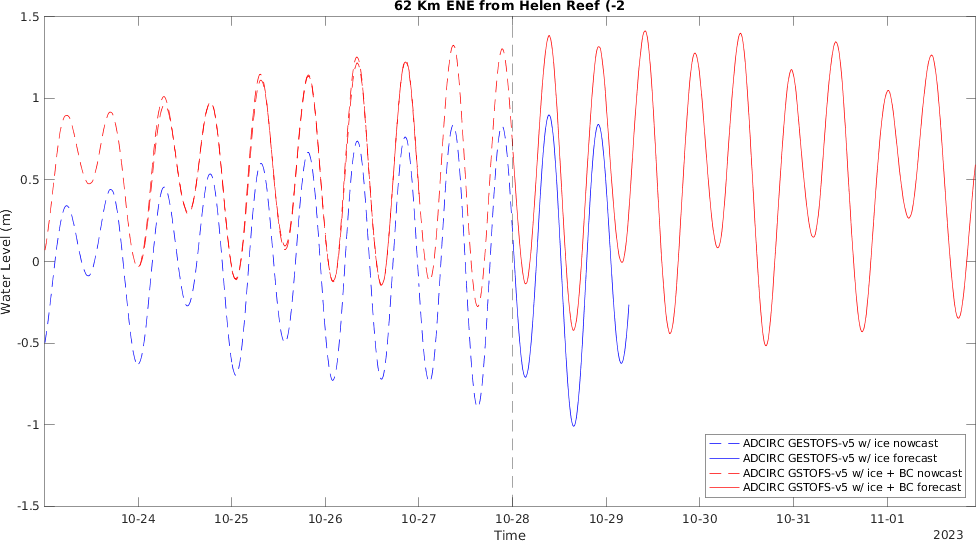 62 Km ENE from Helen Reef (-2
1.5
1
0.5
0
-0.5
-1
-1.5
Water Level (m)
10-24
10-25
10-26
10-27
10-28
10-29
10-30
10-31
11-01
Time
2023
ADCIRC GESTOFS-v5 w/ ice nowcast
ADCIRC GESTOFS-v5 w/ ice forecast
ADCIRC GSTOFS-v5 w/ ice + BC nowcast
ADCIRC GSTOFS-v5 w/ ice + BC forecast